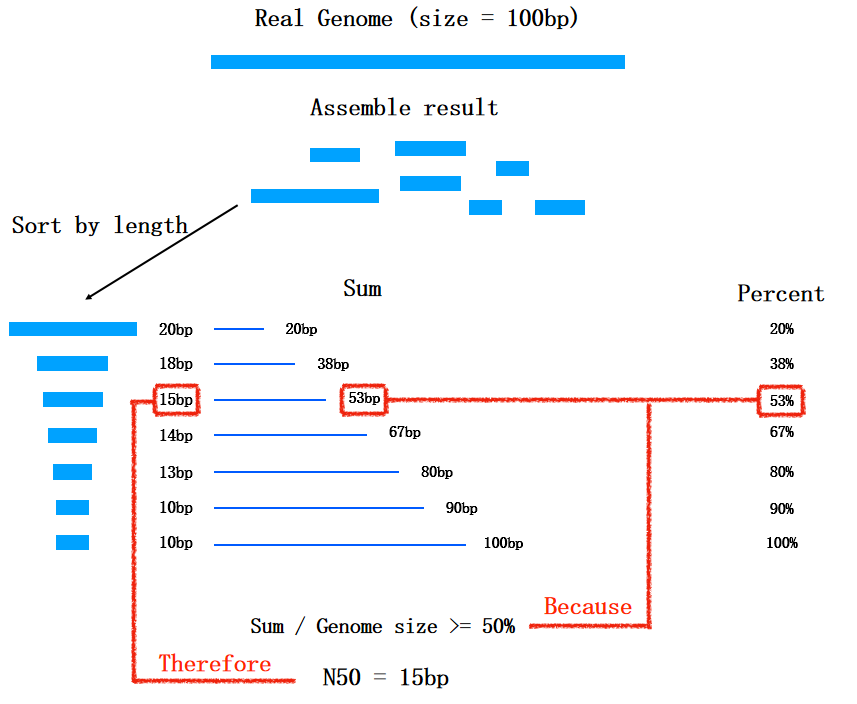 Real Genome (size = 100bp)
Assemble result
Sort by length
Sum
Percent
20bp 20bp 20%
18bp 38bp 38%
15bp 53bp 53%
14bp 67bp 67%
13bp 80bp 80%
10bp 90bp 90%
10bp 100bp 100%
Because
Sum / Genome size >= 50%
Therefore
N50 = 15bp